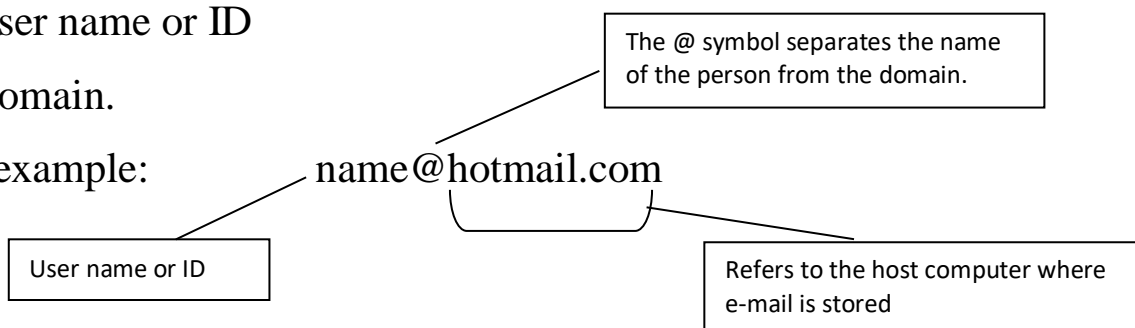 ser name or ID
The @ symbol separates the name
of the person from the domain.
omain.
example:
name@hotmail.com
User name or ID
Refers to the host computer where
e-mail is stored